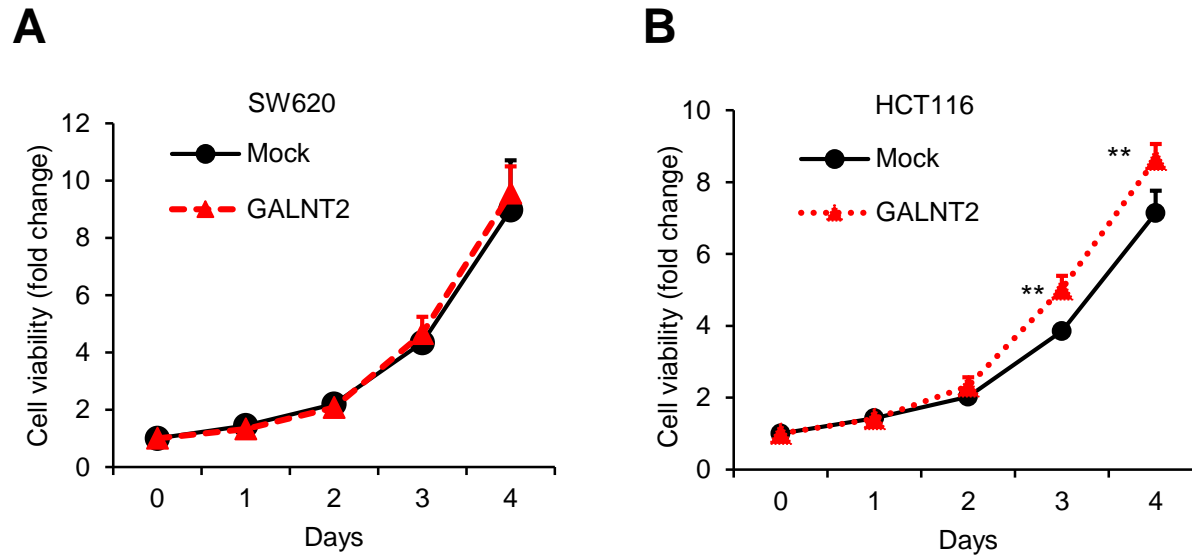 A
SW620
Mock
GALNT2
Cell viability (fold change)
12
10
8
6
4
2
0
0 1 2 3 4
Days
B
HCT116
Mock
GALNT2
Cell viability (fold change)
10
8
6
4
2
0
**
**
0 1 2 3 4
Days